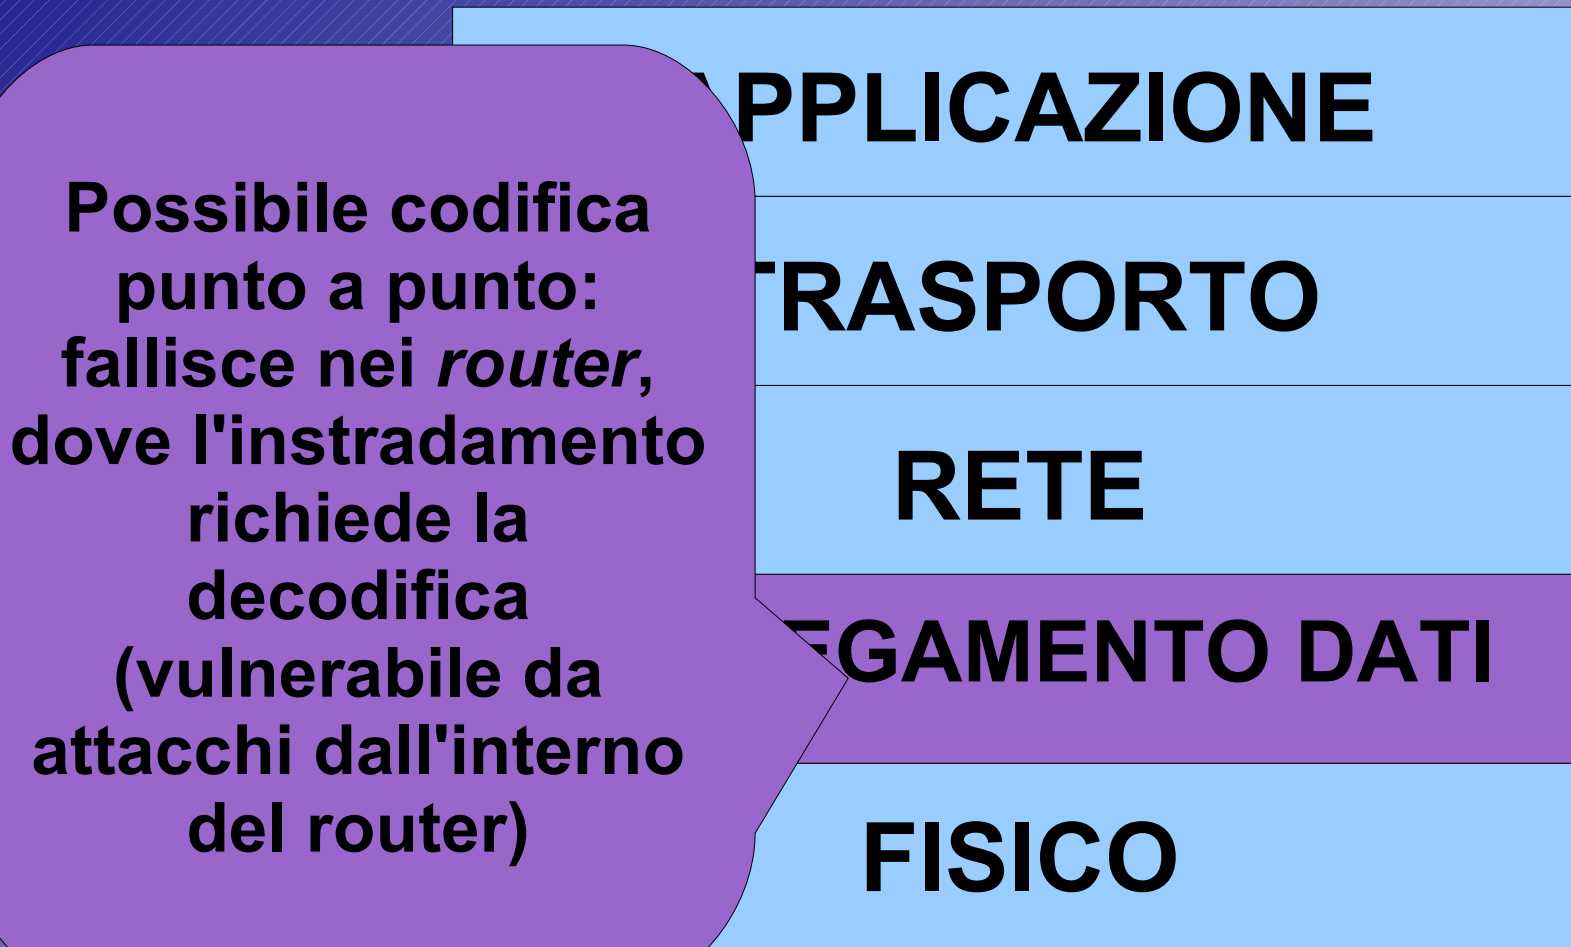 Possibile codifica
punto a punto:
fallisce nei router,
dove l'instradamento
richiede la
decodifica
(vulnerabile da
attacchi dall'interno
del router)
PPLICAZIONE
TRASPORTO
RETE
EGAMENTO DATI
FISICO